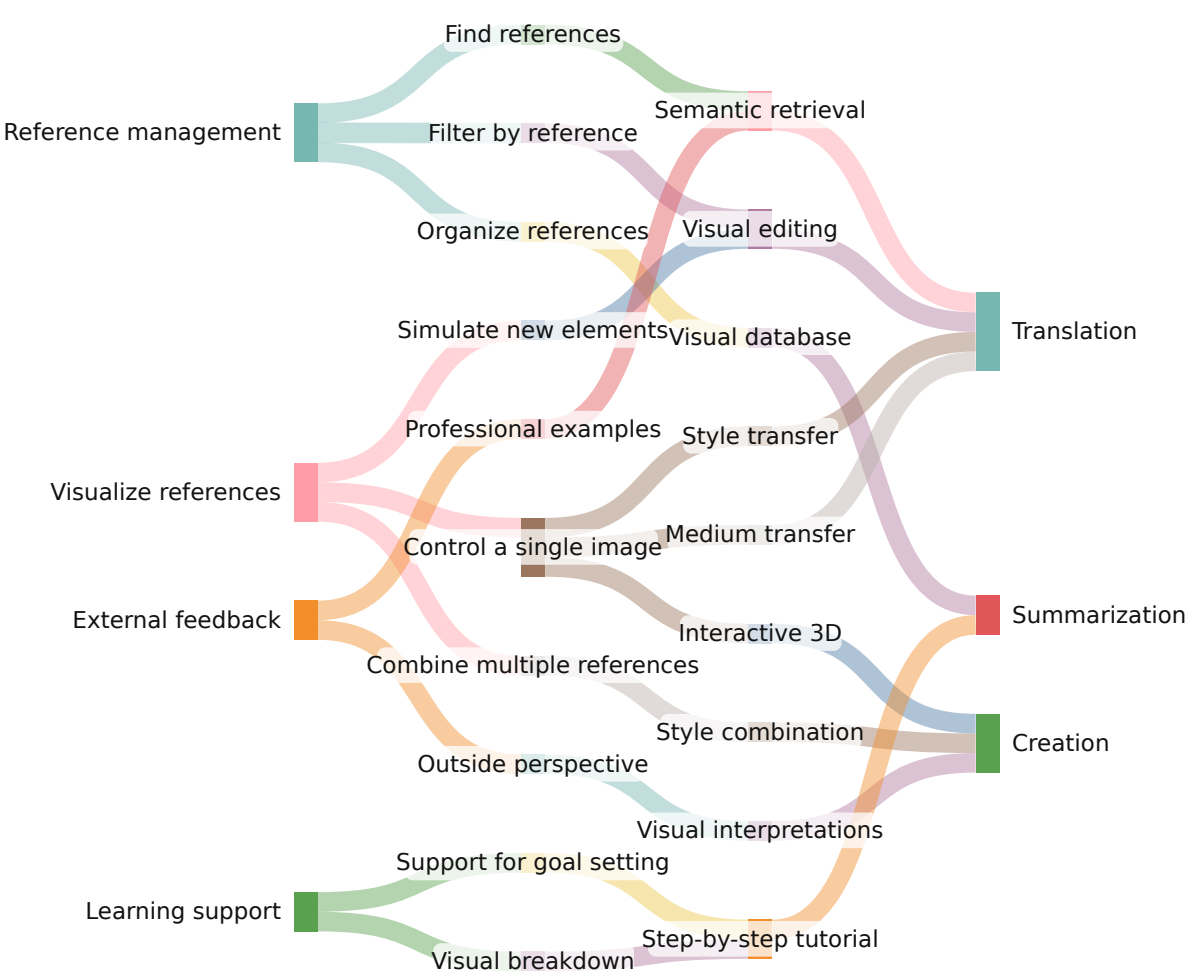 Reference management
Visualize references
External feedback
Learning support
Find references
Filter by reference
Organize references
Simulate new elements
Professional examples
Control a single image
Combine multiple references
Outside perspective
Support for goal setting
Visual breakdown
Semantic retrieval
Visual editing
Visual database
Style transfer
Medium transfer
Interactive 3D
Style combination
Visual interpretations
Step-by-step tutorial
Translation
Summarization
Creation